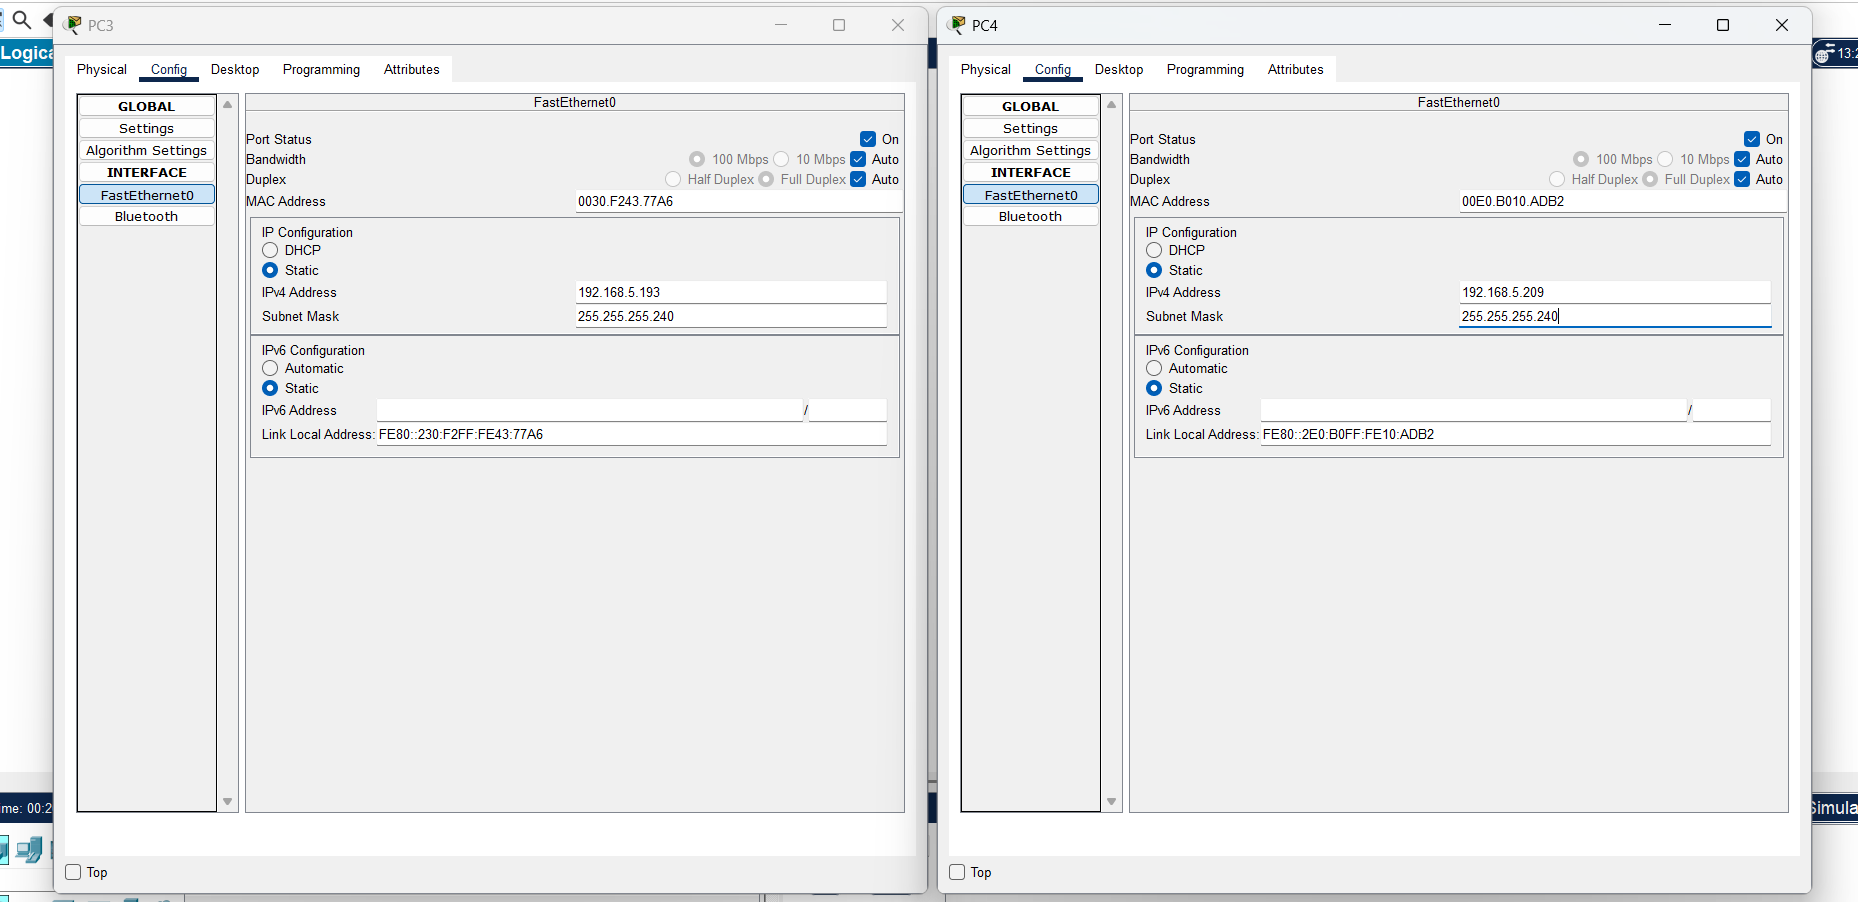 Logica
PC3
Physical Config Desktop Programming Attributes
GLOBAL
Settings
Algorithm Settings
INTERFACE
FastEthernet0
Bluetooth
FastEthernet0
Port Status On
Bandwidth 100 Mbps 10 Mbps Auto
Duplex Half Duplex Full Duplex Auto
MAC Address 0030.F243.77A6
IP Configuration
DHCP
Static
IPv4 Address 192.168.5.193
Subnet Mask 255.255.255.240
IPv6 Configuration
Automatic
Static
IPv6 Address /
Link Local Address: FE80::230:F2FF:FE43:77A6
Top
PC4
Physical Config Desktop Programming Attributes
GLOBAL
Settings
Algorithm Settings
INTERFACE
FastEthernet0
Bluetooth
FastEthernet0
Port Status On
Bandwidth 100 Mbps 10 Mbps Auto
Duplex Half Duplex Full Duplex Auto
MAC Address 00E0.B010.ADB2
IP Configuration
DHCP
Static
IPv4 Address 192.168.5.209
Subnet Mask 255.255.255.240
IPv6 Configuration
Automatic
Static
IPv6 Address /
Link Local Address: FE80::2E0:B0FF:FE10:ADB2
Top
13:2
me: 00:2
Simula